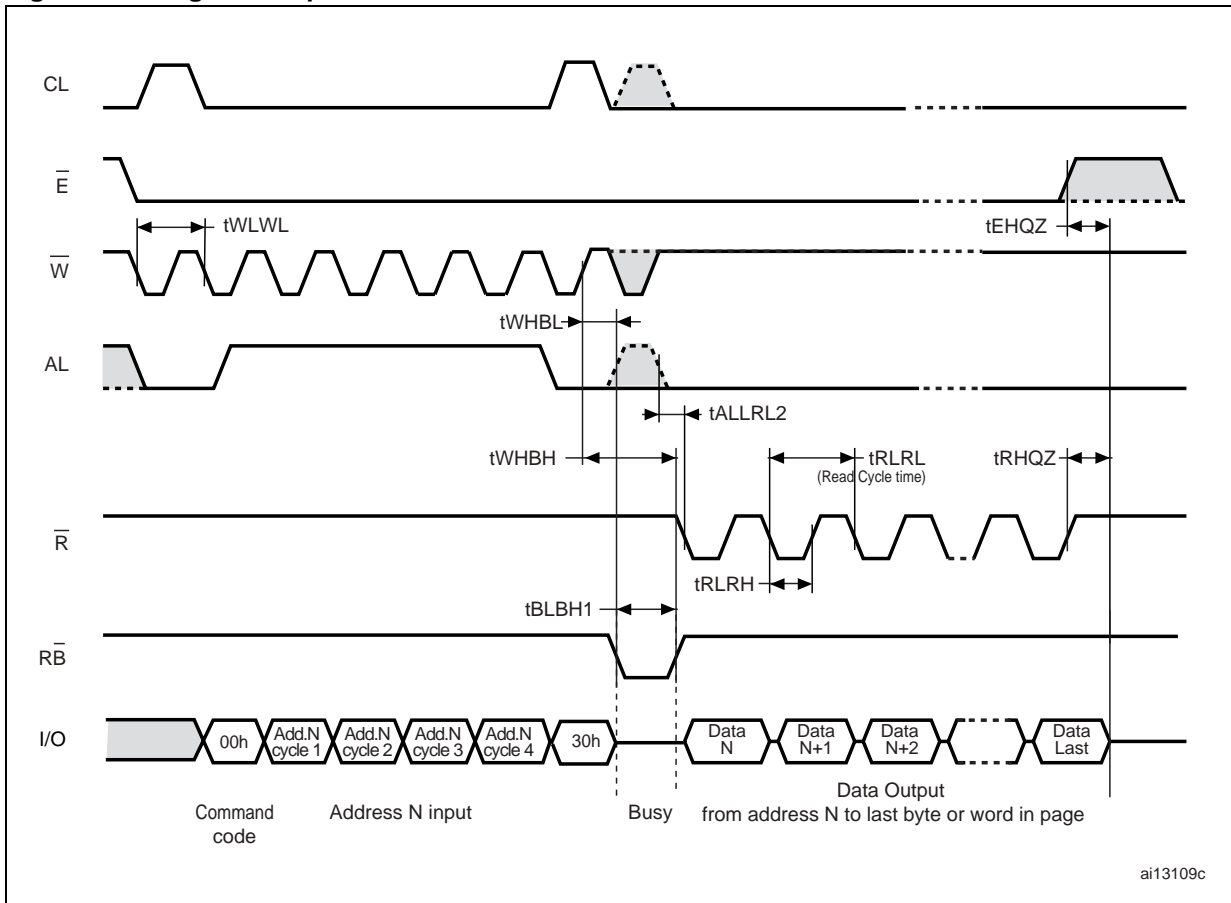 CL
E
tWLWL
tEHQZ
W
tWHBL
AL
tALLRL2
tWHBH
tRLRL
(Read Cycle time)
tRHQZ
R
tRLRH
tBLBH1
RB
I/O
00h
Add.N
cycle 1
Add.N
cycle 2
Add.N
cycle 3
Add.N
cycle 4
30h
Data
N
Data
N+1
Data
N+2
Data
Last
Command
code
Address N input
Busy
Data Output
from address N to last byte or word in page
ai13109c